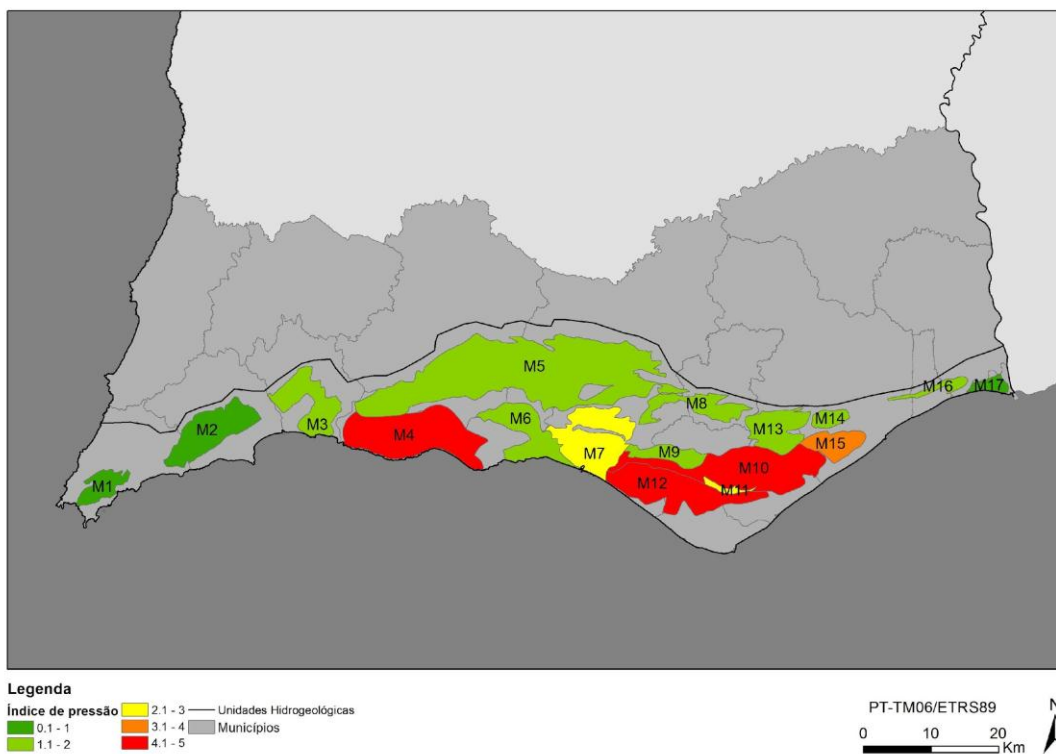 M5
M16
M17
M8
M2
M3
M6
M13
M14
M4
M15
M7
M9
M10
M1
M12
M11
Legenda
Índice de pressão
0.1 - 1
1.1 - 2
2.1 - 3
3.1 - 4
4.1 - 5
Unidades Hidrogeológicas
Municípios
PT-TM06/ETRS89
N
0 10 20
Km